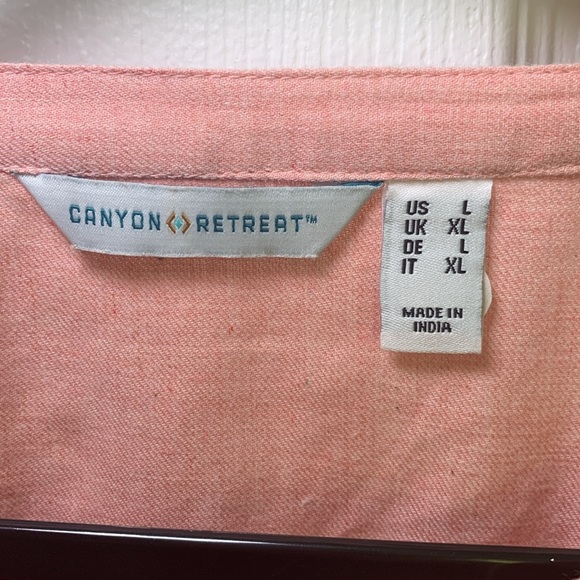 CANYON RETREAT™
US L
UK XL
DE L
IT XL
MADE IN
INDIA